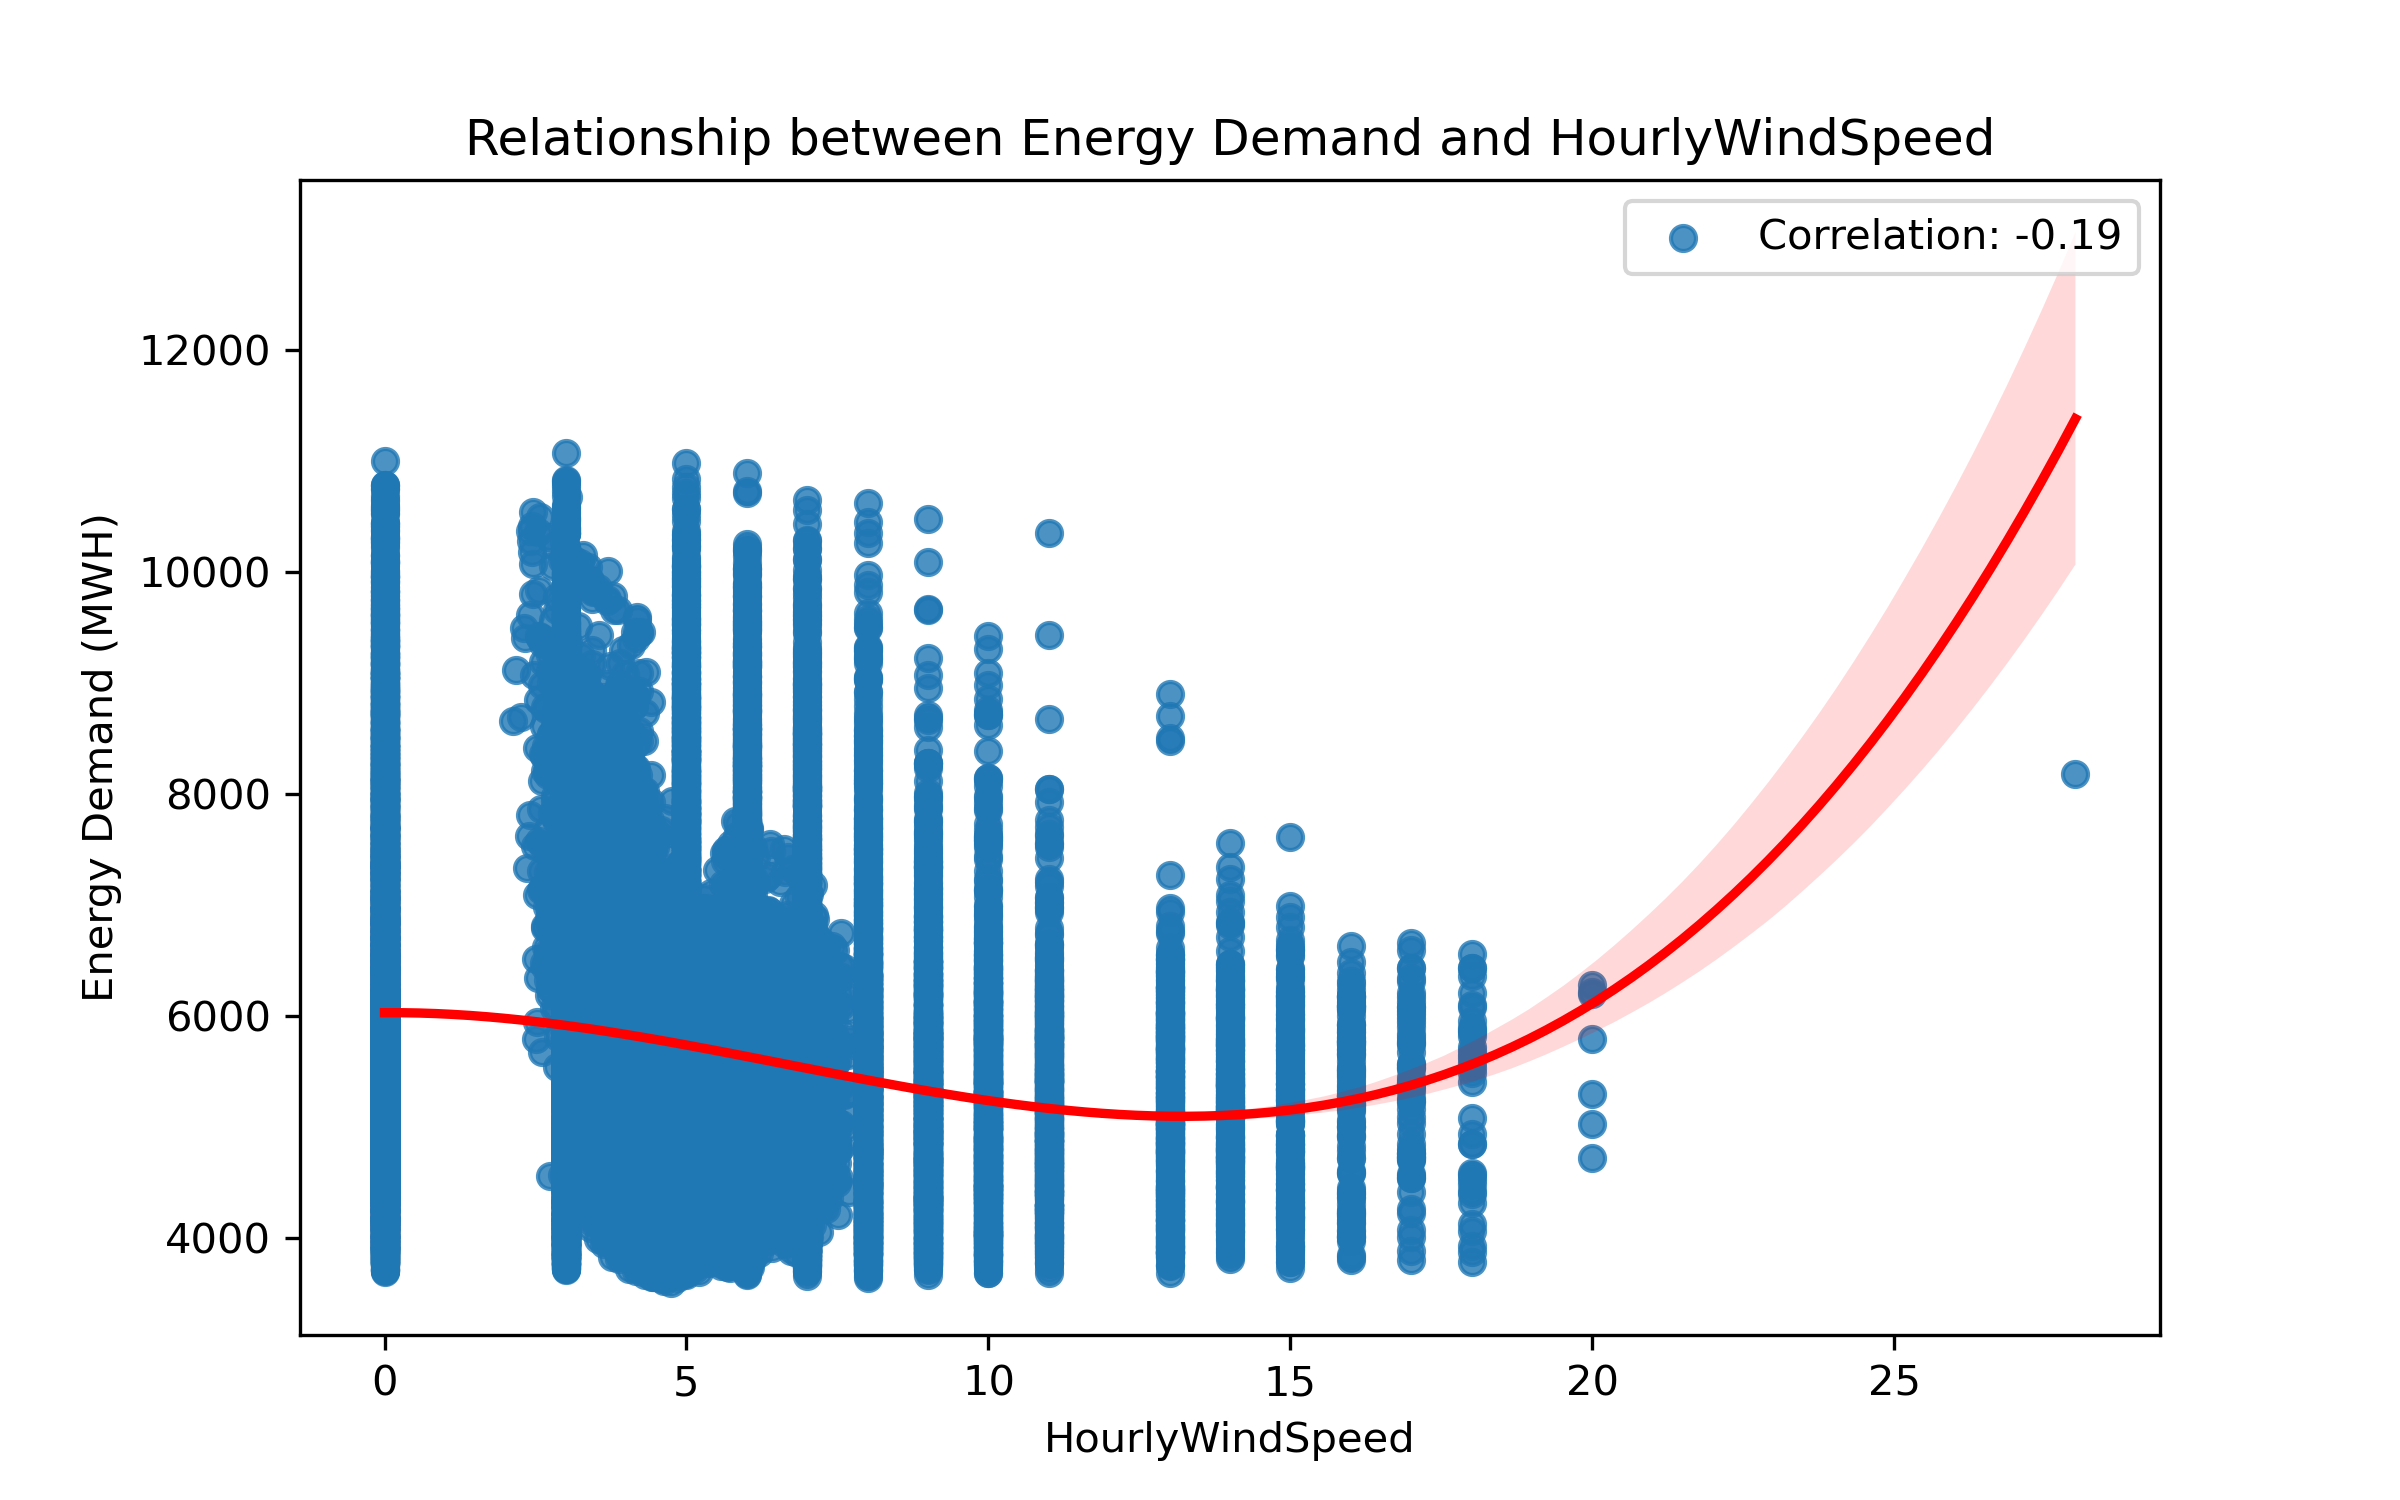 Relationship between Energy Demand and HourlyWindSpeed
Correlation: -0.19
Energy Demand (MWH)
12000
10000
8000
6000
4000
0 5 10 15 20 25
HourlyWindSpeed